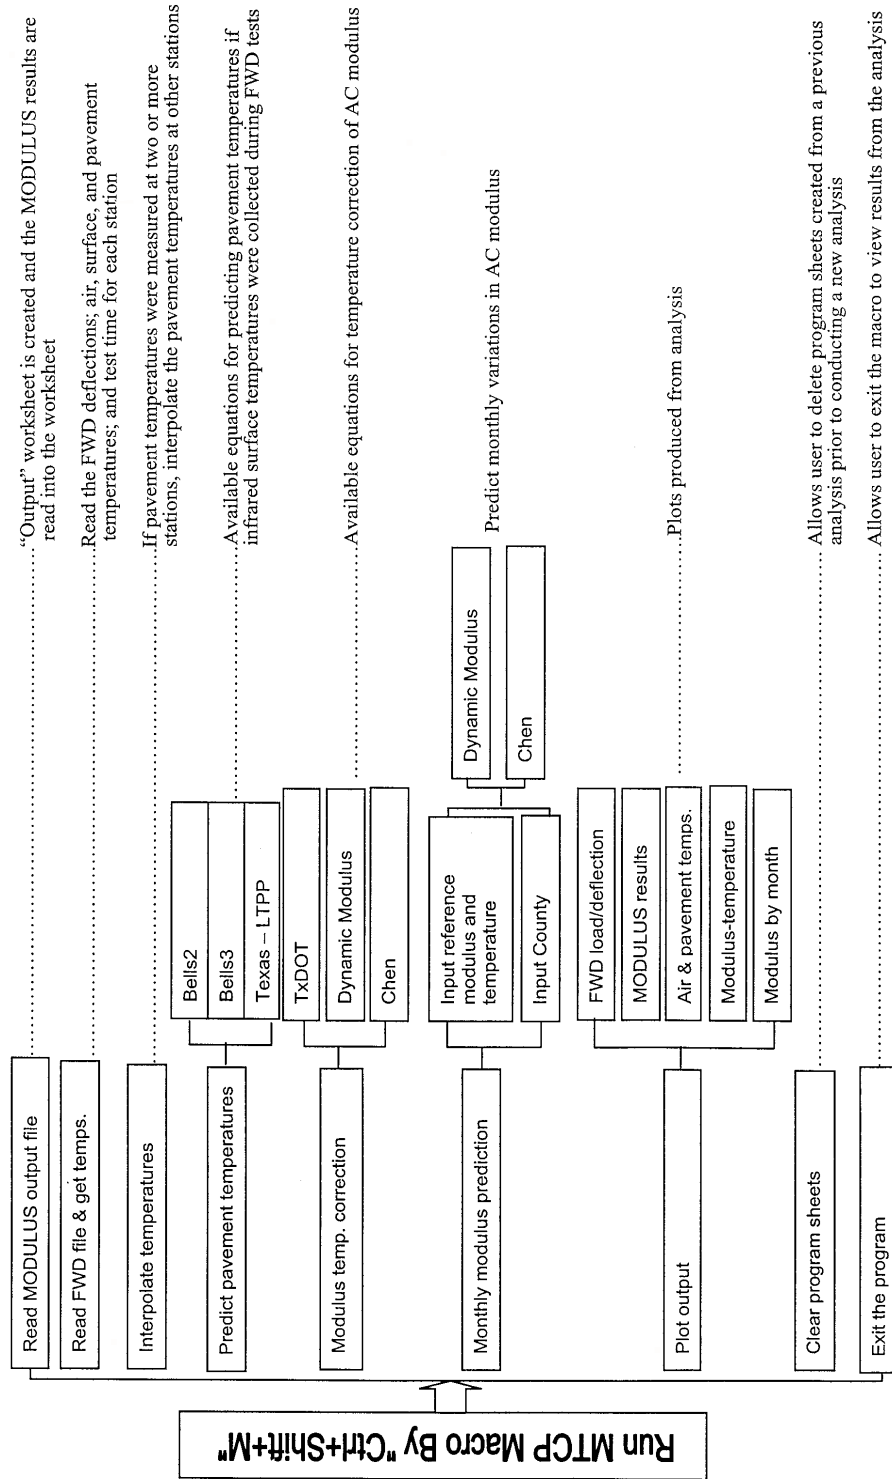 Run MTCP Macro By "Ctrl+Shift+M"
Read MODULUS output file
"Output" worksheet is created and the MODULUS results are
read into the worksheet
Read FWD file & get temps.
Read the FWD deflections; air, surface, and pavement
temperatures; and test time for each station
Interpolate temperatures
If pavement temperatures were measured at two or more
stations, interpolate the pavement temperatures at other stations
Predict pavement temperatures
Bells2
Bells3
Texas – LTPP
Available equations for predicting pavement temperatures if
infrared surface temperatures were collected during FWD tests
Modulus temp. correction
TxDOT
Dynamic Modulus
Chen
Available equations for temperature correction of AC modulus
Monthly modulus prediction
Input reference
modulus and
temperature
Input County
Dynamic Modulus
Chen
Predict monthly variations in AC modulus
Plot output
FWD load/deflection
MODULUS results
Air & pavement temps.
Modulus-temperature
Modulus by month
Plots produced from analysis
Clear program sheets
Allows user to delete program sheets created from a previous
analysis prior to conducting a new analysis
Exit the program
Allows user to exit the macro to view results from the analysis